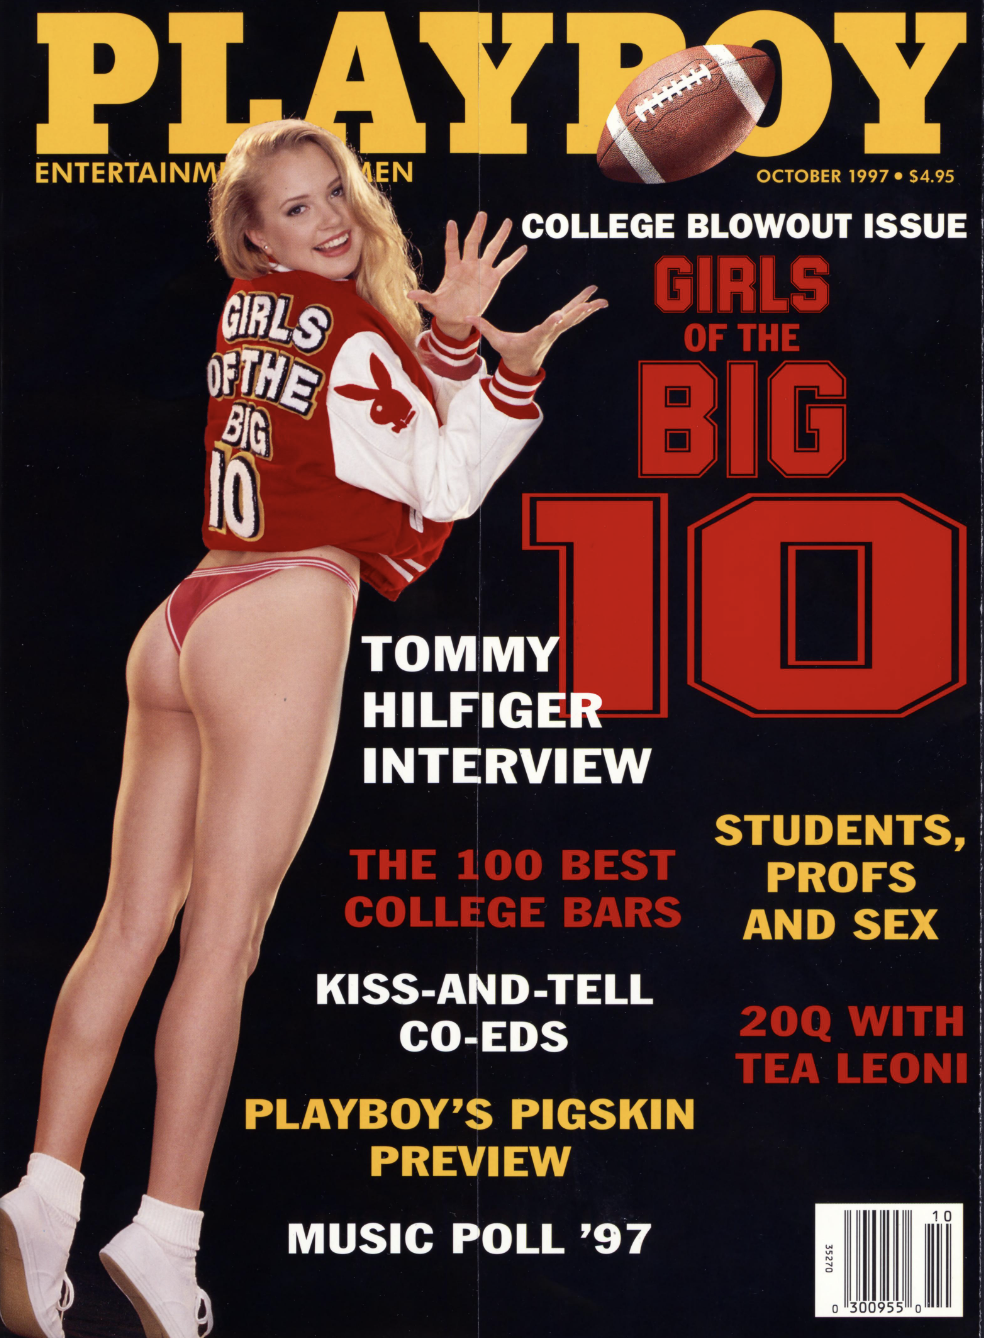 PLAYBOY
ENTERTAINM MEN
OCTOBER 1997 • $4.95
COLLEGE BLOWOUT ISSUE
GIRLS
OF THE
BIG
10
GIRLS
OF THE
BIG
10
TOMMY
HILFIGER
INTERVIEW
STUDENTS,
PROFS
AND SEX
THE 100 BEST
COLLEGE BARS
KISS-AND-TELL
CO-EDS
20Q WITH
TEA LEONI
PLAYBOY'S PIGSKIN
PREVIEW
MUSIC POLL '97
10
35270
0 300955 0